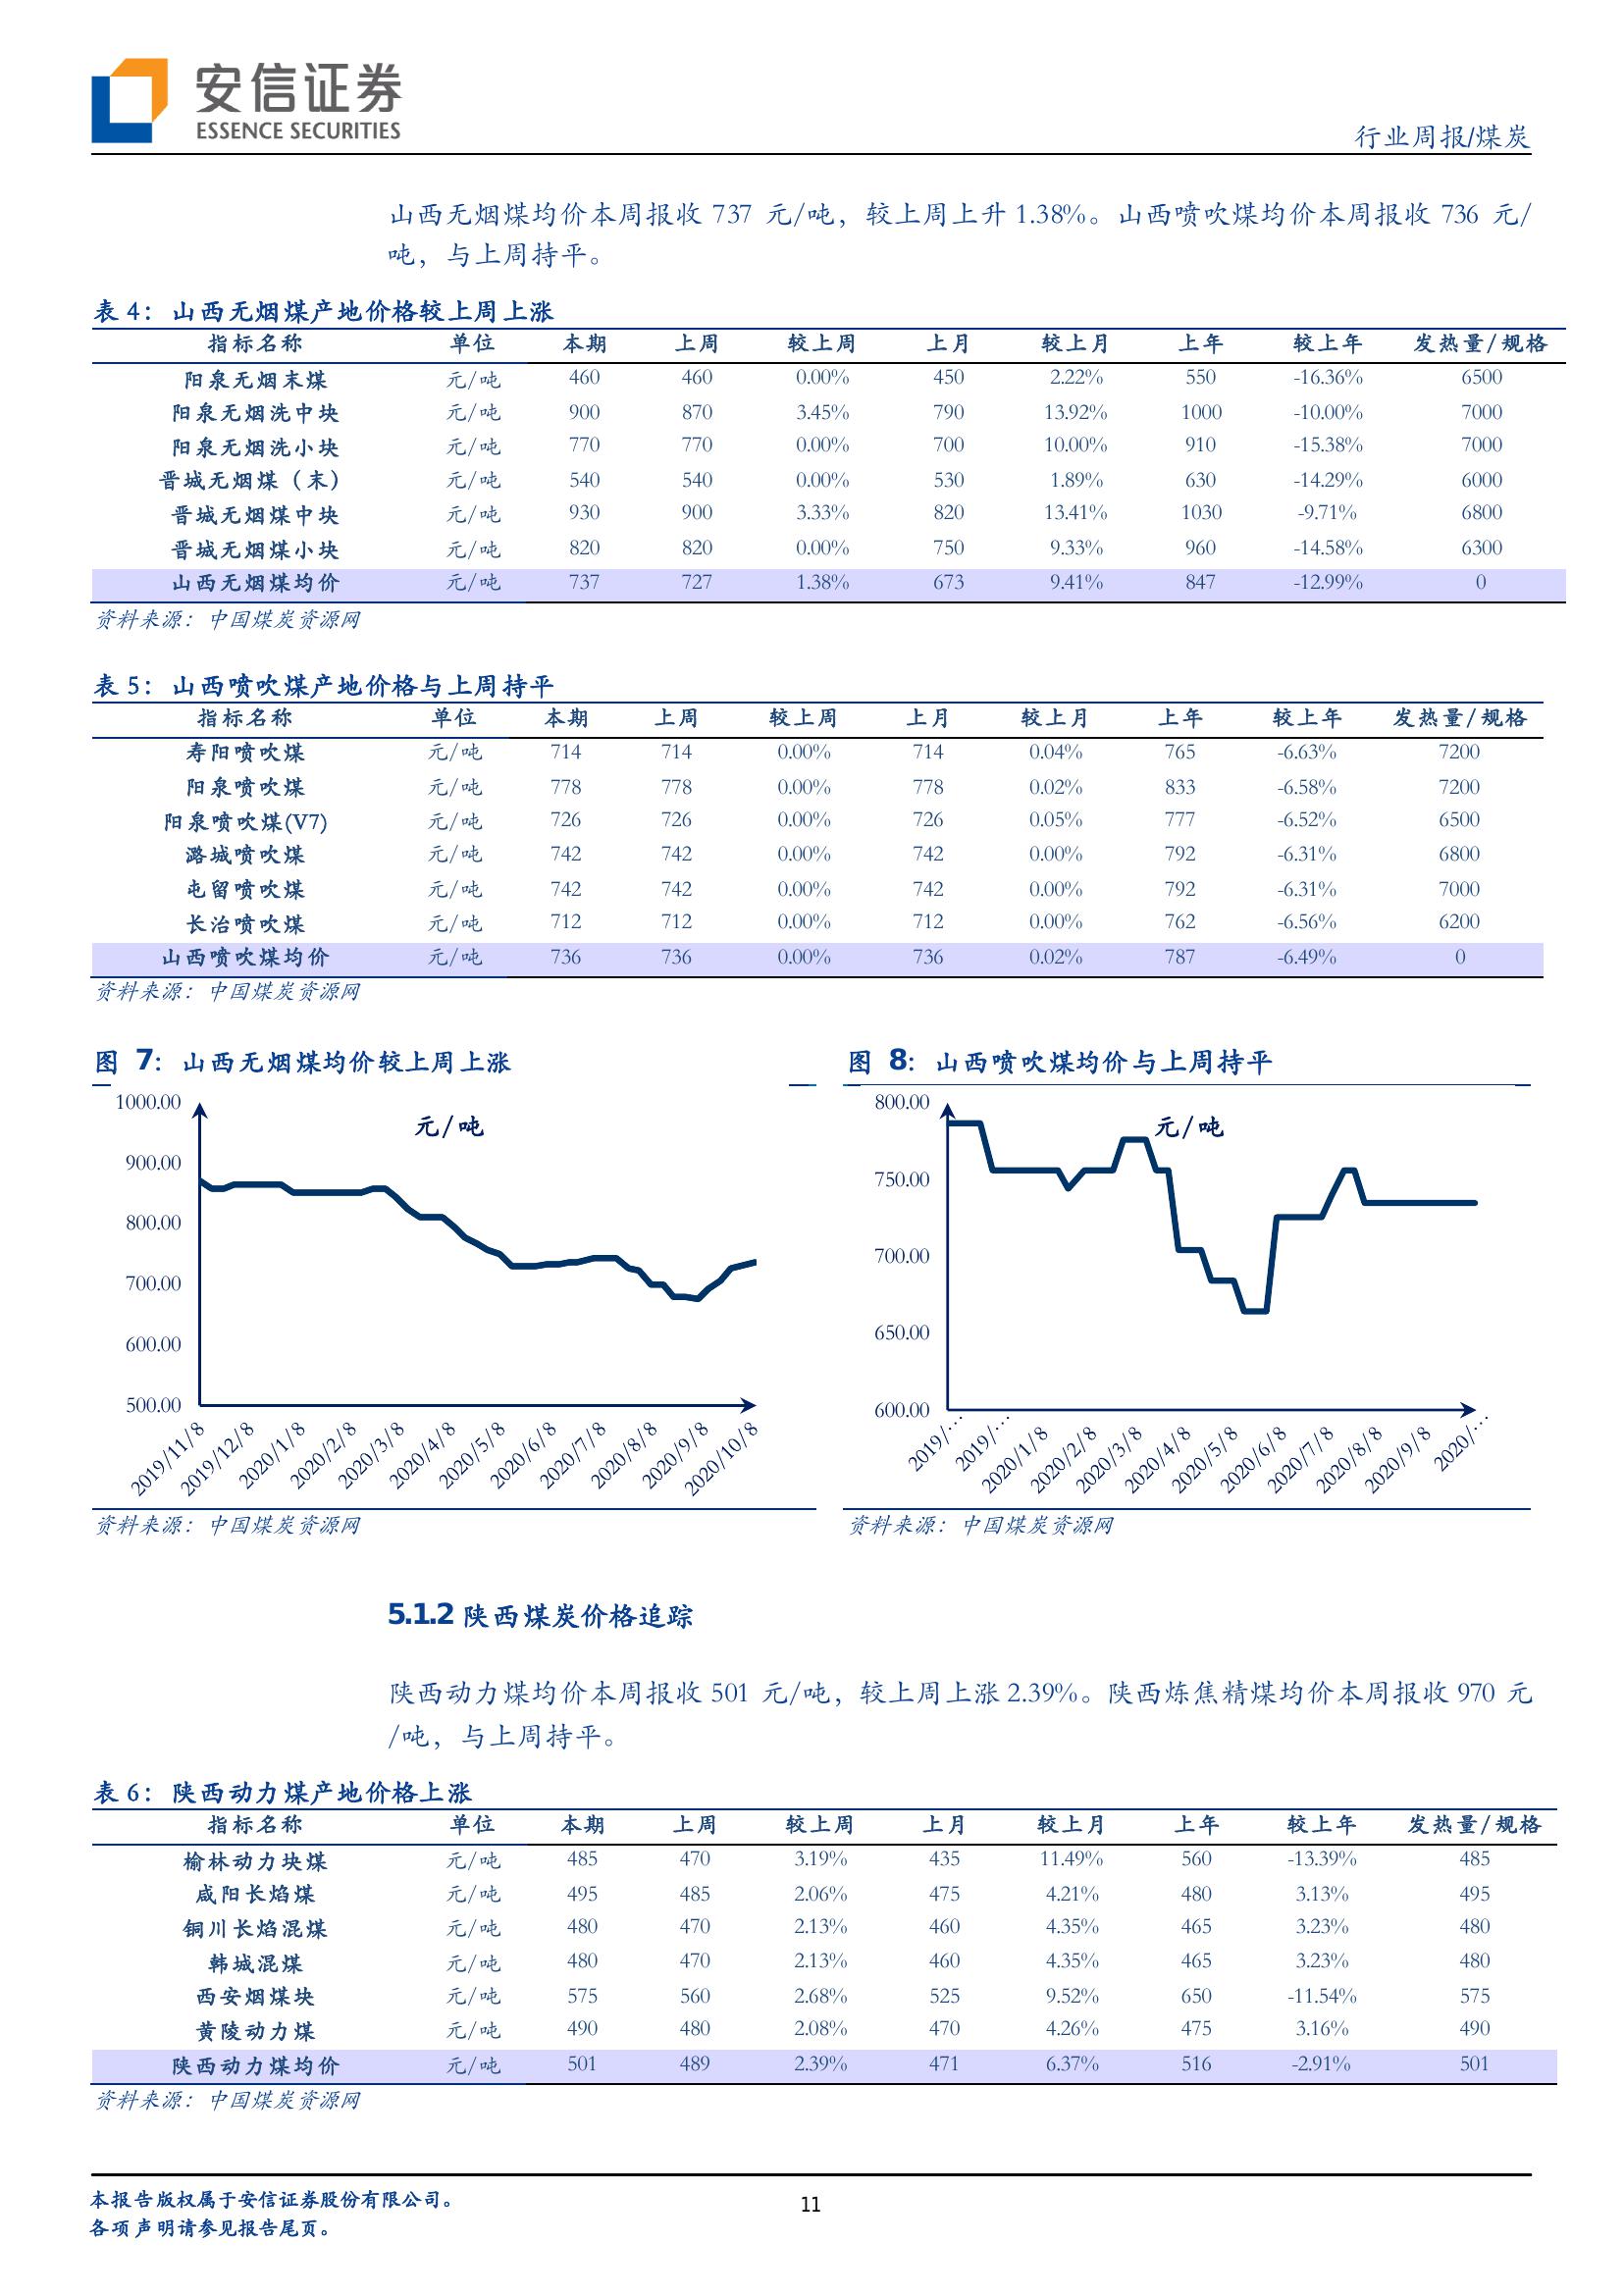 安信证券
ESSENCE SECURITIES
行业周报/煤炭
山西无烟煤均价本周报收 737 元/吨，较上周上升 1.38%。山西喷吹煤均价本周报收 736 元/
吨，与上周持平。
表 4：山西无烟煤产地价格较上周上涨
指标名称 单位 本期 上周 较上周 上月 较上月 上年 较上年 发热量/规格
阳泉无烟末煤 元/吨 460 460 0.00% 450 2.22% 550 -16.36% 6500
阳泉无烟洗中块 元/吨 900 870 3.45% 790 13.92% 1000 -10.00% 7000
阳泉无烟洗小块 元/吨 770 770 0.00% 700 10.00% 910 -15.38% 7000
晋城无烟煤（末） 元/吨 540 540 0.00% 530 1.89% 630 -14.29% 6000
晋城无烟煤中块 元/吨 930 900 3.33% 820 13.41% 1030 -9.71% 6800
晋城无烟煤小块 元/吨 820 820 0.00% 750 9.33% 960 -14.58% 6300
山西无烟煤均价 元/吨 737 727 1.38% 673 9.41% 847 -12.99% 0
资料来源：中国煤炭资源网
表 5：山西喷吹煤产地价格与上周持平
指标名称 单位 本期 上周 较上周 上月 较上月 上年 较上年 发热量/规格
寿阳喷吹煤 元/吨 714 714 0.00% 714 0.04% 765 -6.63% 7200
阳泉喷吹煤 元/吨 778 778 0.00% 778 0.02% 833 -6.58% 7200
阳泉喷吹煤(V7) 元/吨 726 726 0.00% 726 0.05% 777 -6.52% 6500
潞城喷吹煤 元/吨 742 742 0.00% 742 0.00% 792 -6.31% 6800
屯留喷吹煤 元/吨 742 742 0.00% 742 0.00% 792 -6.31% 7000
长治喷吹煤 元/吨 712 712 0.00% 712 0.00% 762 -6.56% 6200
山西喷吹煤均价 元/吨 736 736 0.00% 736 0.02% 787 -6.49% 0
资料来源：中国煤炭资源网
图 7：山西无烟煤均价较上周上涨
元/吨
1000.00
900.00
800.00
700.00
600.00
500.00
2019/11/8 2019/12/8 2020/1/8 2020/2/8 2020/3/8 2020/4/8 2020/5/8 2020/6/8 2020/7/8 2020/8/8 2020/9/8 2020/10/8
资料来源：中国煤炭资源网
图 8：山西喷吹煤均价与上周持平
元/吨
800.00
750.00
700.00
650.00
600.00
2019/… 2019/… 2020/1/8 2020/2/8 2020/3/8 2020/4/8 2020/5/8 2020/6/8 2020/7/8 2020/8/8 2020/9/8 2020/…
资料来源：中国煤炭资源网
5.1.2 陕西煤炭价格追踪
陕西动力煤均价本周报收 501 元/吨，较上周上涨 2.39%。陕西炼焦精煤均价本周报收 970 元
/吨，与上周持平。
表 6：陕西动力煤产地价格上涨
指标名称 单位 本期 上周 较上周 上月 较上月 上年 较上年 发热量/规格
榆林动力块煤 元/吨 485 470 3.19% 435 11.49% 560 -13.39% 485
咸阳长焰煤 元/吨 495 485 2.06% 475 4.21% 480 3.13% 495
铜川长焰混煤 元/吨 480 470 2.13% 460 4.35% 465 3.23% 480
韩城混煤 元/吨 480 470 2.13% 460 4.35% 465 3.23% 480
西安烟煤块 元/吨 575 560 2.68% 525 9.52% 650 -11.54% 575
黄陵动力煤 元/吨 490 480 2.08% 470 4.26% 475 3.16% 490
陕西动力煤均价 元/吨 501 489 2.39% 471 6.37% 516 -2.91% 501
资料来源：中国煤炭资源网
本报告版权属于安信证券股份有限公司。
各项声明请参见报告尾页。
11